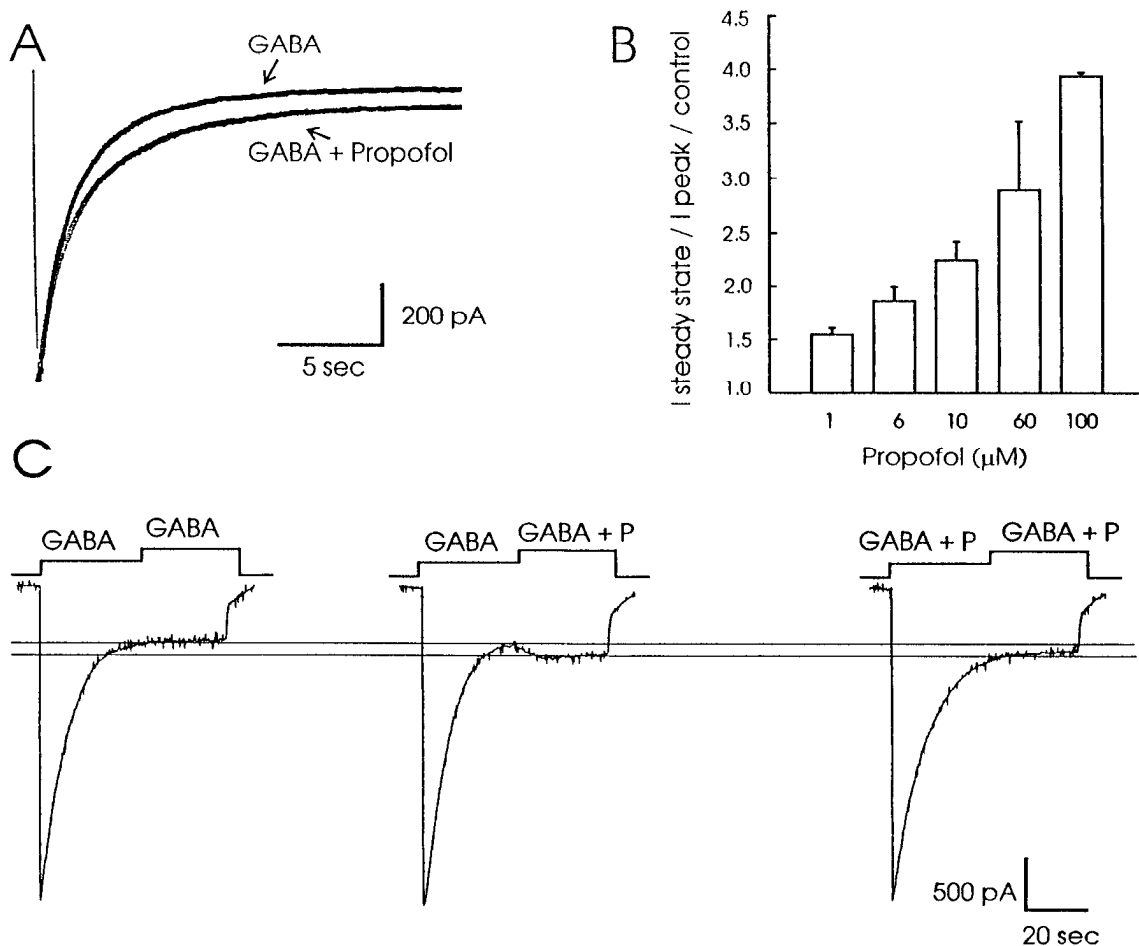 A
GABA
GABA + Propofol
200 pA
5 sec
B
I steady state / I peak / control
4.5
4.0
3.5
3.0
2.5
2.0
1.5
1.0
1 6 10 60 100
Propofol (μM)
C
GABA GABA
GABA GABA + P
GABA + P GABA + P
500 pA
20 sec